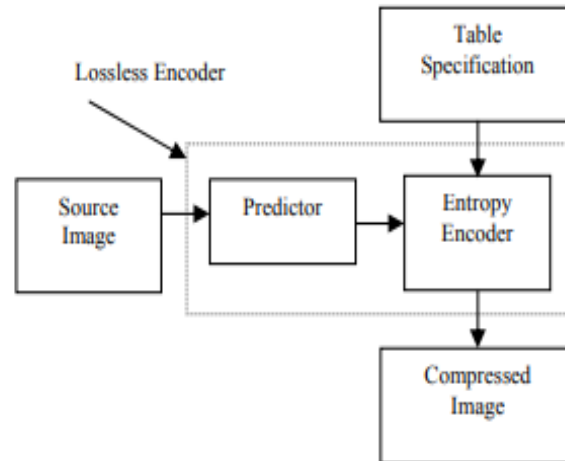 Table
Specification
Lossless Encoder
Source
Image
Predictor
Entropy
Encoder
Compressed
Image